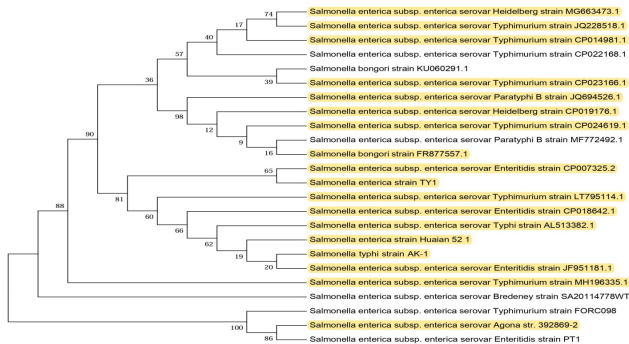 Salmonella enterica subsp. enterica serovar Heidelberg strain MG663473.1
74
Salmonella enterica subsp. enterica serovar Typhimurium strain JQ228518.1
17
Salmonella enterica subsp. enterica serovar Typhimurium strain CP014981.1
40
Salmonella enterica subsp. enterica serovar Typhimurium strain CP022168.1
57
Salmonella bongori strain KU060291.1
39
Salmonella enterica subsp. enterica serovar Typhimurium strain CP023166.1
36
Salmonella enterica subsp. enterica serovar Paratyphi B strain JQ694526.1
98
Salmonella enterica subsp. enterica serovar Heidelberg strain CP019176.1
12
Salmonella enterica subsp. enterica serovar Typhimurium strain CP024619.1
9
Salmonella enterica subsp. enterica serovar Paratyphi B strain MF772492.1
16
Salmonella bongori strain FR877557.1
90
Salmonella enterica subsp. enterica serovar Enteritidis strain CP007325.2
65
Salmonella enterica strain TY1
81
Salmonella enterica subsp. enterica serovar Typhimurium strain LT795114.1
60
Salmonella enterica subsp. enterica serovar Enteritidis strain CP018642.1
66
Salmonella enterica subsp. enterica serovar Typhi strain AL513382.1
62
Salmonella enterica strain Huaian 52 1
19
Salmonella typhi strain AK-1
20
Salmonella enterica subsp. enterica serovar Enteritidis strain JF951181.1
88
Salmonella enterica subsp. enterica serovar Typhimurium strain MH196335.1
Salmonella enterica subsp. enterica serovar Bredeney strain SA20114778WT
Salmonella enterica subsp. enterica serovar Typhimurium strain FORC098
100
Salmonella enterica subsp. enterica serovar Agona str. 392869-2
86
Salmonella enterica subsp. enterica serovar Enteritidis strain PT1